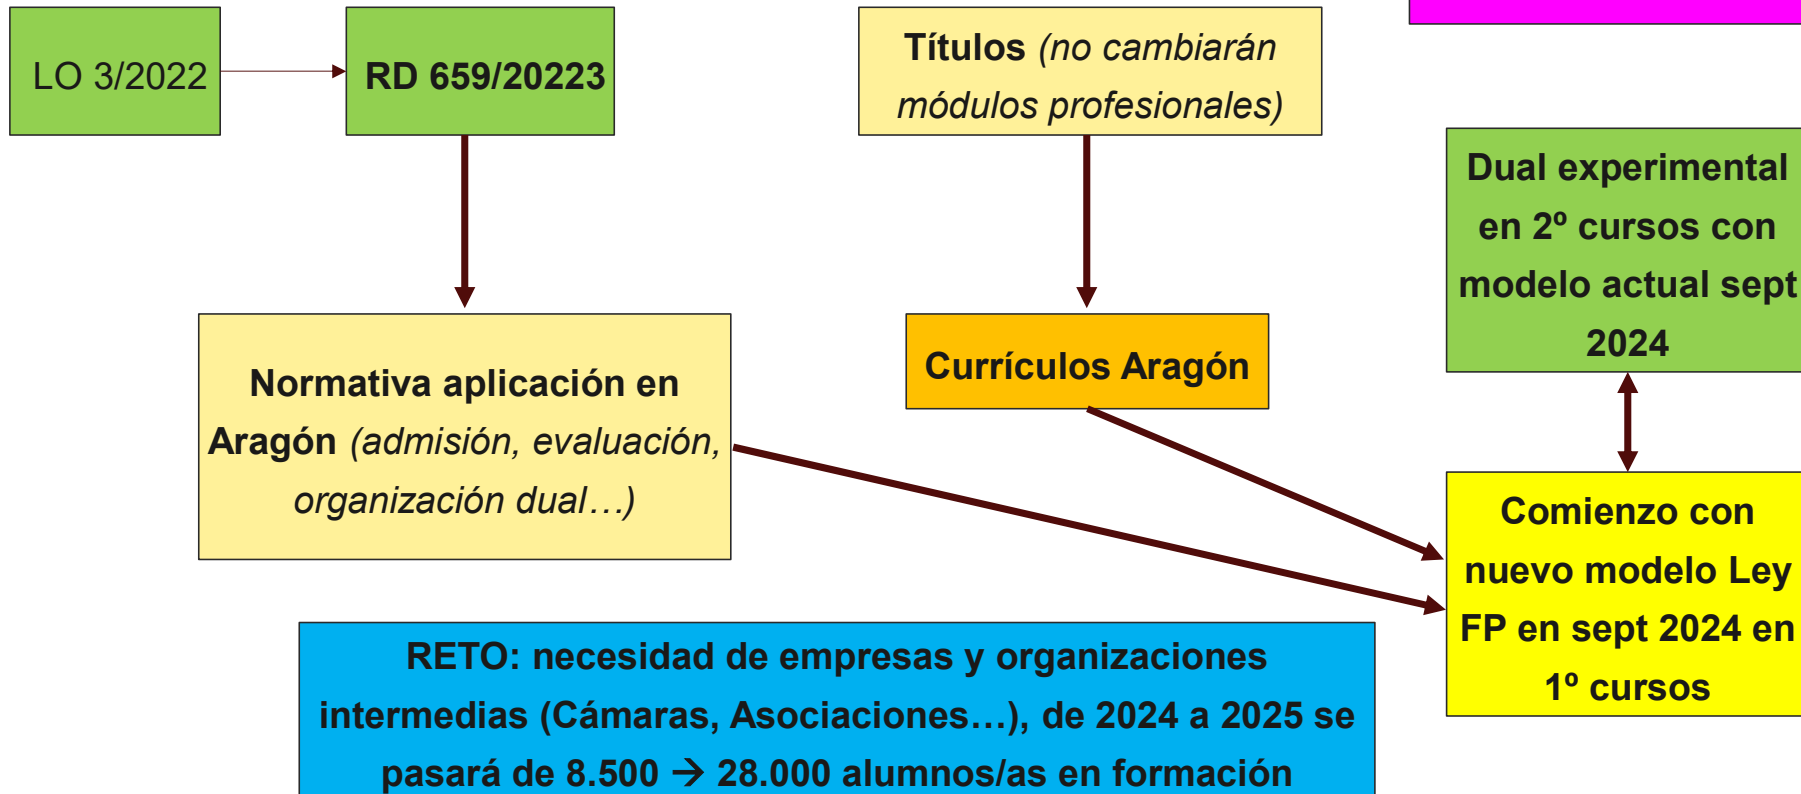 LO 3/2022
RD 659/20223
Títulos (no cambiarán
módulos profesionales)
Dual experimental
en 2º cursos con
modelo actual sept
2024
Normativa aplicación en
Aragón (admisión, evaluación,
organización dual…)
Currículos Aragón
Comienzo con
nuevo modelo Ley
FP en sept 2024 en
1º cursos
RETO: necesidad de empresas y organizaciones
intermedias (Cámaras, Asociaciones…), de 2024 a 2025 se
pasará de 8.500 → 28.000 alumnos/as en formación